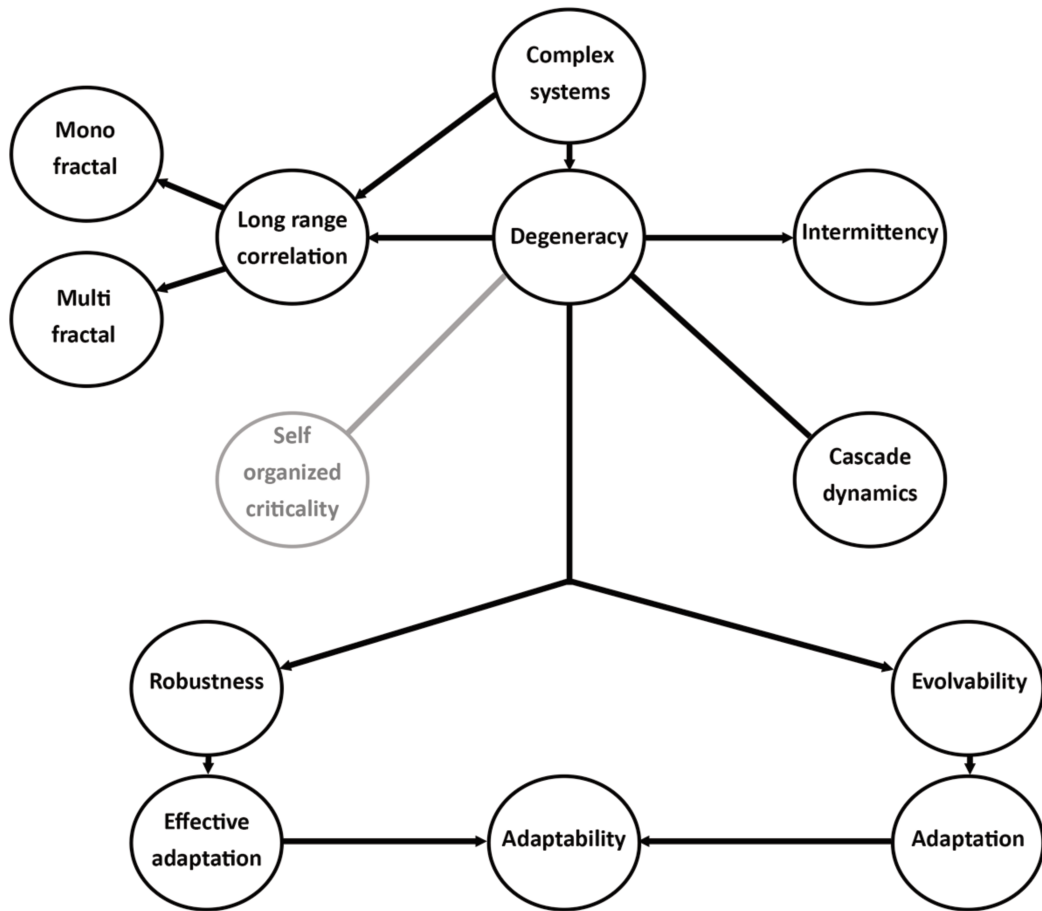 Complex
systems
Mono
fractal
Long range
correlation
Degeneracy
Intermittency
Multi
fractal
Self
organized
criticality
Cascade
dynamics
Robustness
Evolvability
Effective
adaptation
Adaptability
Adaptation